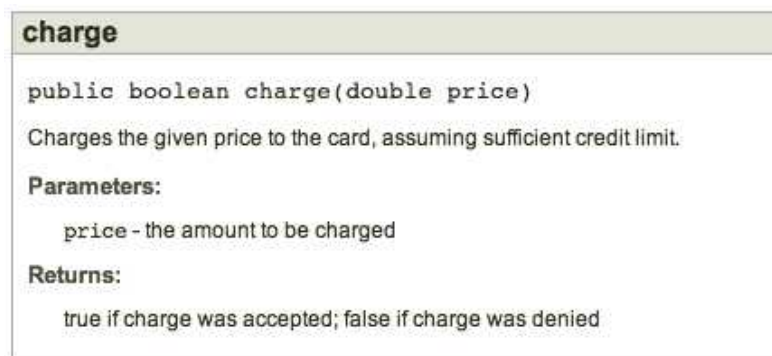 charge
public boolean charge(double price)
Charges the given price to the card, assuming sufficient credit limit.
Parameters:
price - the amount to be charged
Returns:
true if charge was accepted; false if charge was denied